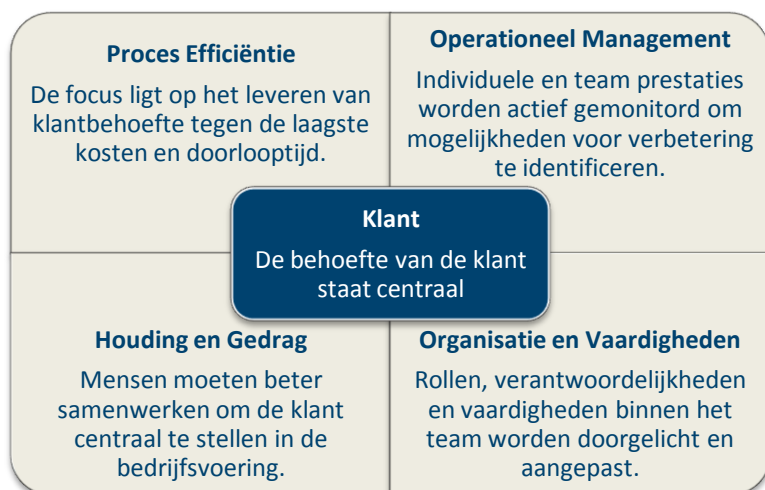 Proces Efficiëntie
De focus ligt op het leveren van
klantbehoefte tegen de laagste
kosten en doorlooptijd.
Operationeel Management
Individuele en team prestaties
worden actief gemonitord om
mogelijkheden voor verbetering
te identificeren.
Klant
De behoefte van de klant
staat centraal
Houding en Gedrag
Mensen moeten beter
samenwerken om de klant
centraal te stellen in de
bedrijfsvoering.
Organisatie en Vaardigheden
Rollen, verantwoordelijkheden
en vaardigheden binnen het
team worden doorgelicht en
aangepast.